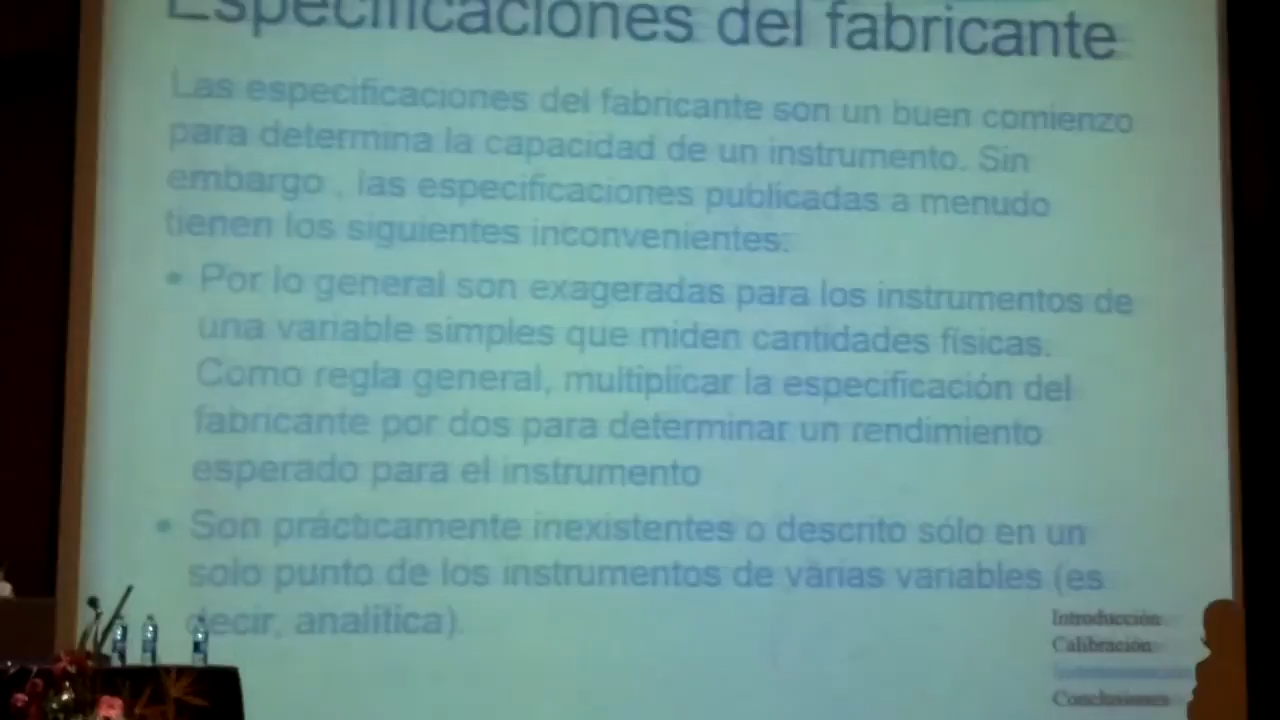 Especificaciones del fabricante
Las especificaciones del fabricante son un buen comienzo
para determina la capacidad de un instrumento. Sin
embargo , las especificaciones publicadas a menudo
tienen los siguientes inconvenientes:
• Por lo general son exageradas para los instrumentos de
una variable simples que miden cantidades físicas.
Como regla general, multiplicar la especificación del
fabricante por dos para determinar un rendimiento
esperado para el instrumento
• Son prácticamente inexistentes o descrito sólo en un
solo punto de los instrumentos de varias variables (es
decir, analítica).
Introducción
Calibración
Conclusiones